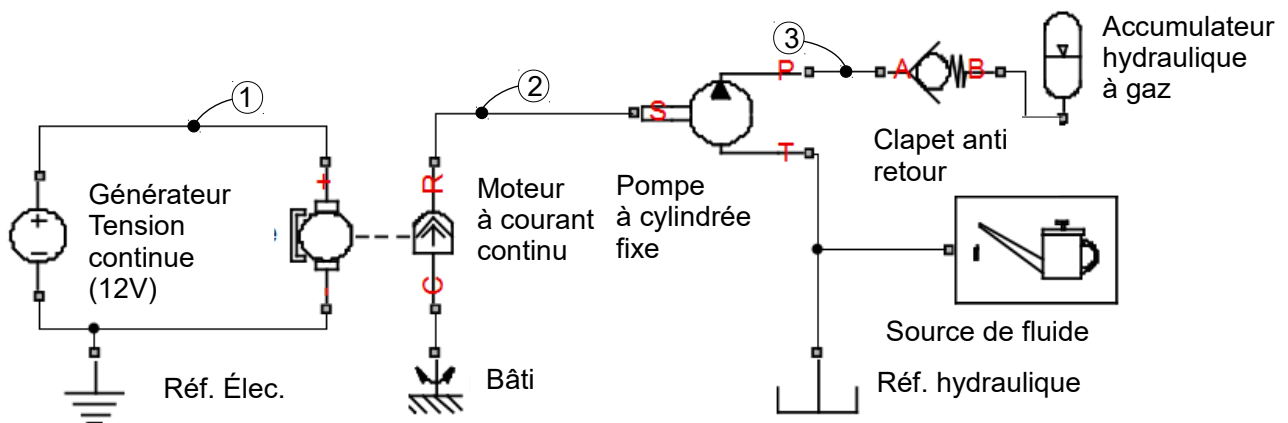 3
Accumulateur
hydraulique
à gaz
P
A
B
1
2
S
Clapet anti
retour
T
+
R
Générateur
Tension
continue
(12V)
+
−
Moteur
à courant
continu
Pompe
à cylindrée
fixe
-
C
Source de fluide
Réf. Élec.
Bâti
Réf. hydraulique